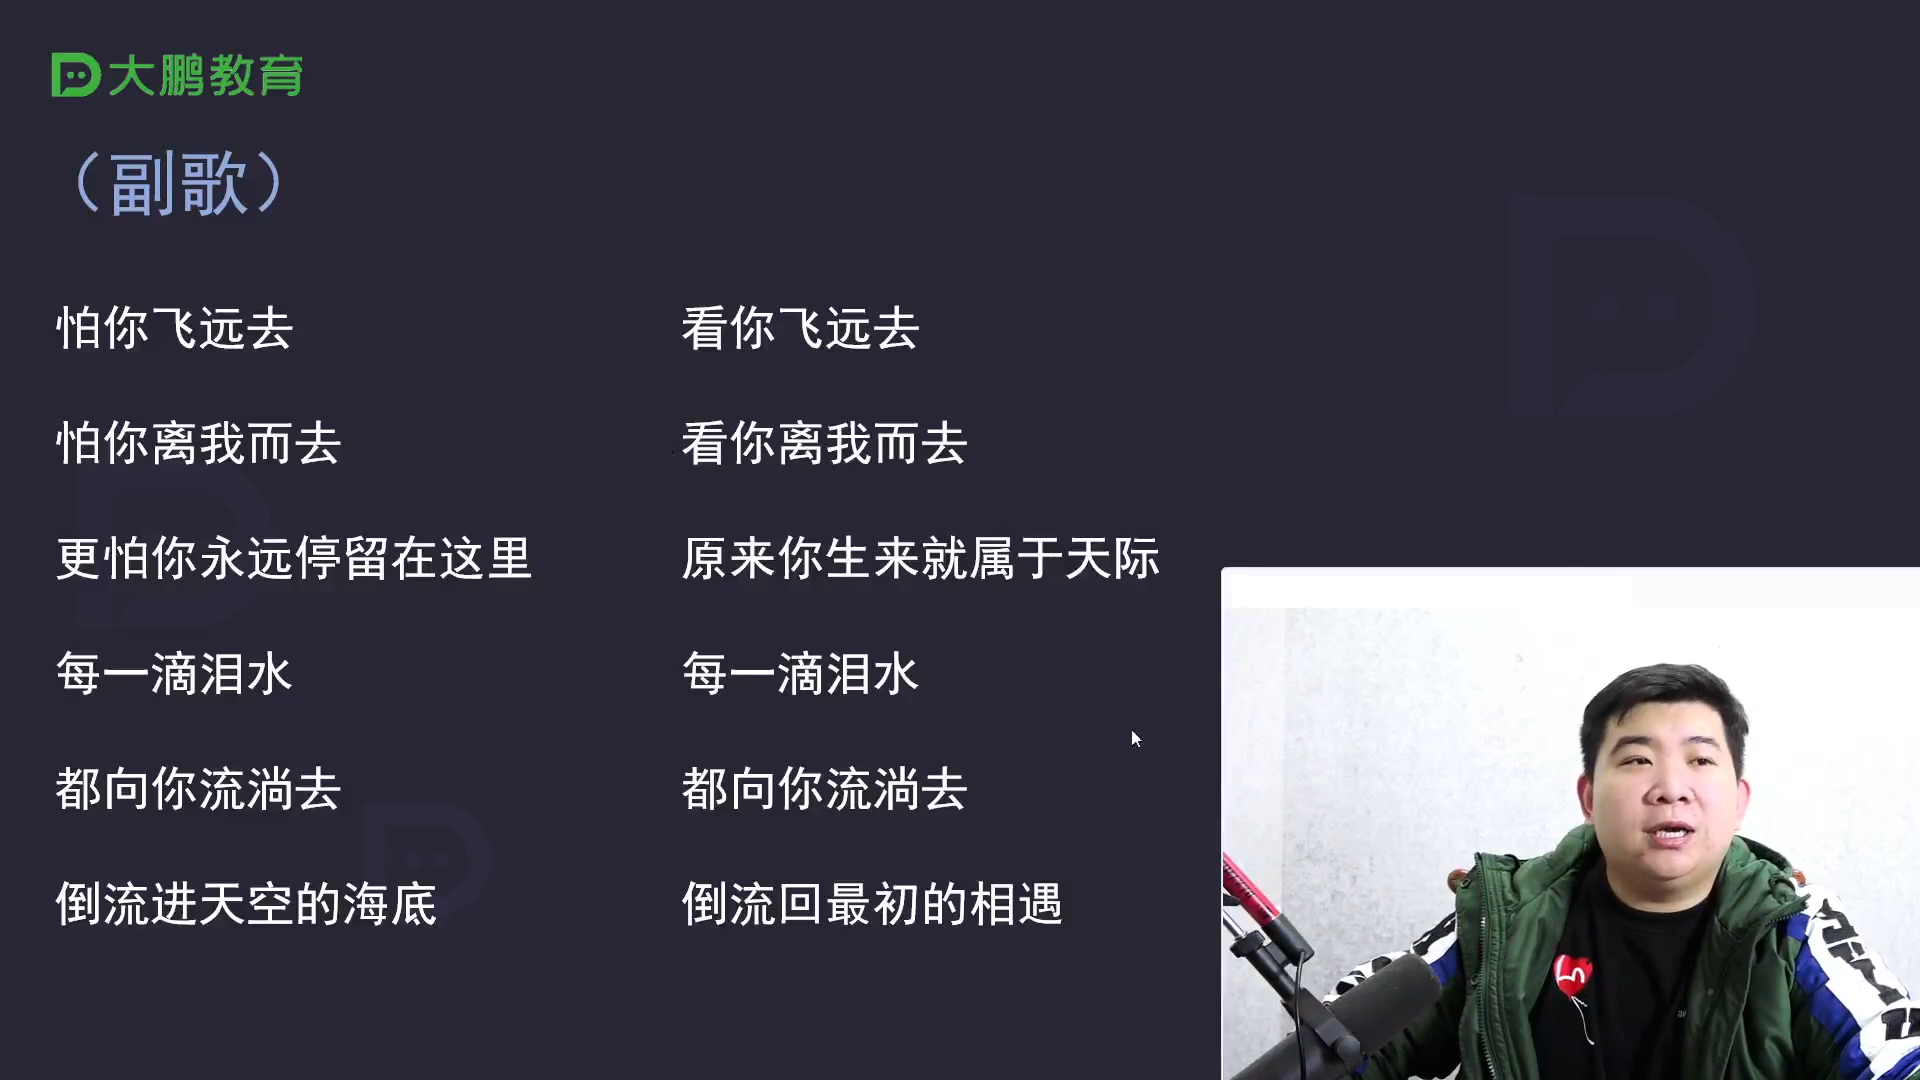 大鹏教育
（副歌）
怕你飞远去
怕你离我而去
更怕你永远停留在这里
每一滴泪水
都向你流淌去
倒流进天空的海底
看你飞远去
看你离我而去
原来你生来就属于天际
每一滴泪水
都向你流淌去
倒流回最初的相遇